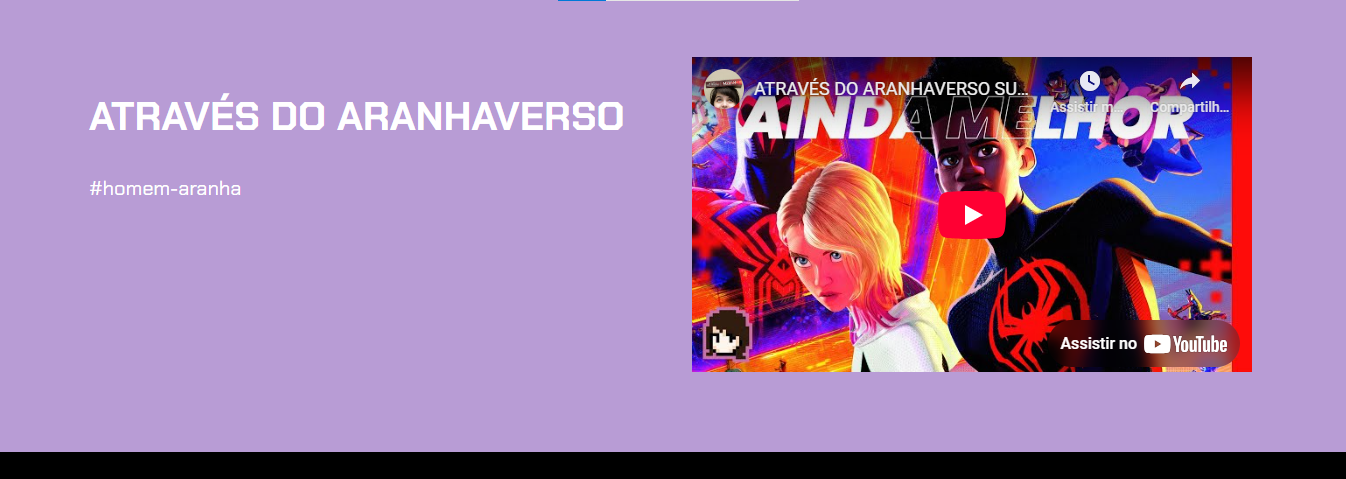 ATRAVÉS DO ARANHAVERSO
#homem-aranha
ATRAVÉS DO ARANHAVERSO SU...
Assistir m...
Compartilh...
AINDA MELHOR
Assistir no YouTube